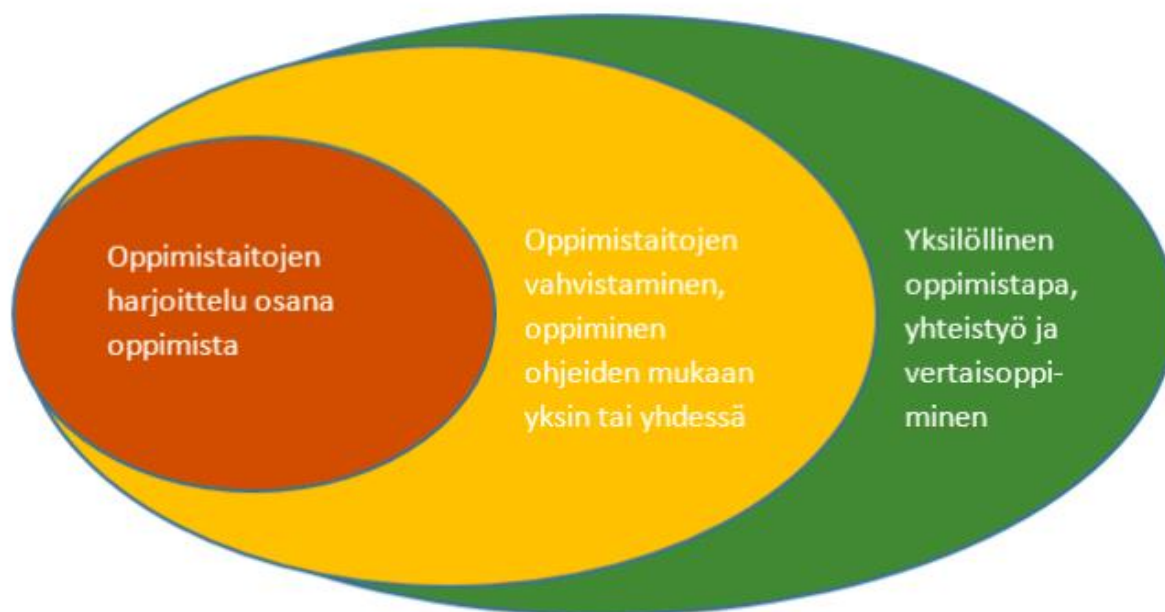 Oppimistaitojen
harjoittelu osana
oppimista
Oppimistaitojen
vahvistaminen,
oppiminen
ohjeiden mukaan
yksin tai yhdessä
Yksilöllinen
oppimistapa,
yhteistyö ja
vertaisoppi-
minen